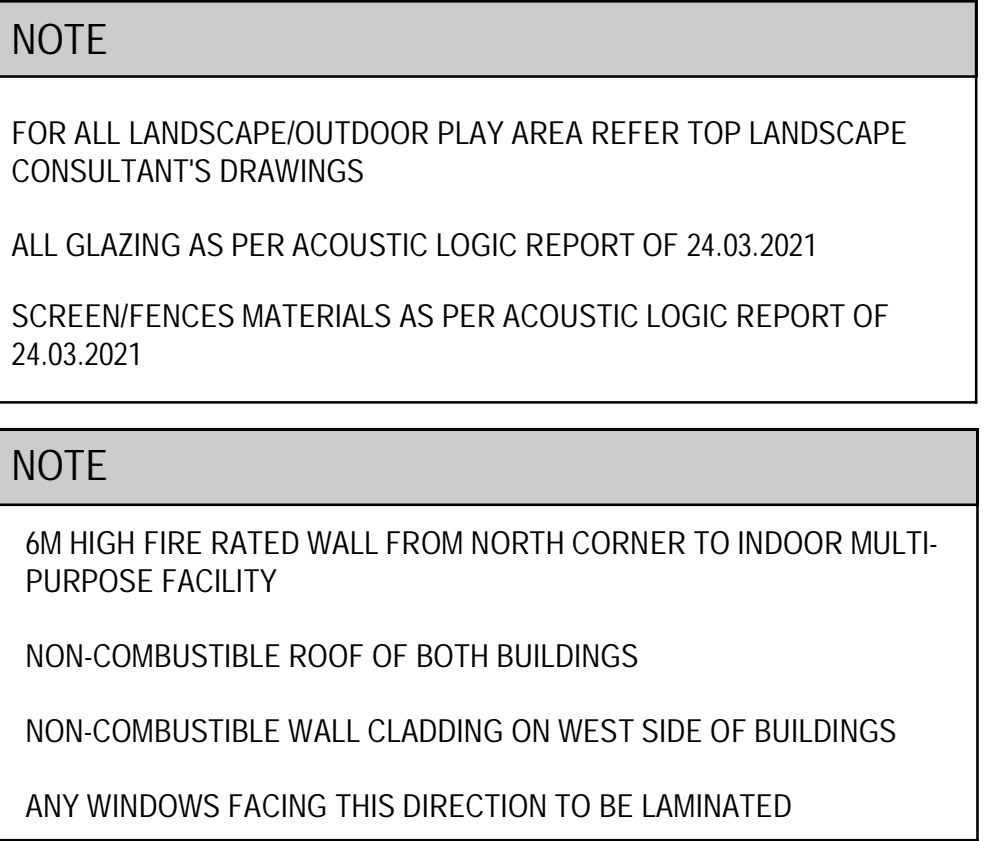 NOTE
FOR ALL LANDSCAPE/OUTDOOR PLAY AREA REFER TOP LANDSCAPE
CONSULTANT'S DRAWINGS
ALL GLAZING AS PER ACOUSTIC LOGIC REPORT OF 24.03.2021
SCREEN/FENCES MATERIALS AS PER ACOUSTIC LOGIC REPORT OF
24.03.2021
NOTE
6M HIGH FIRE RATED WALL FROM NORTH CORNER TO INDOOR MULTI-
PURPOSE FACILITY
NON-COMBUSTIBLE ROOF OF BOTH BUILDINGS
NON-COMBUSTIBLE WALL CLADDING ON WEST SIDE OF BUILDINGS
ANY WINDOWS FACING THIS DIRECTION TO BE LAMINATED